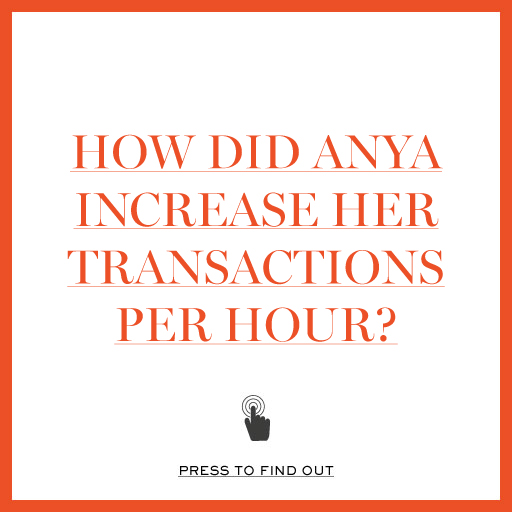 HOW DID ANYA
INCREASE HER
TRANSACTIONS
PER HOUR?
PRESS TO FIND OUT